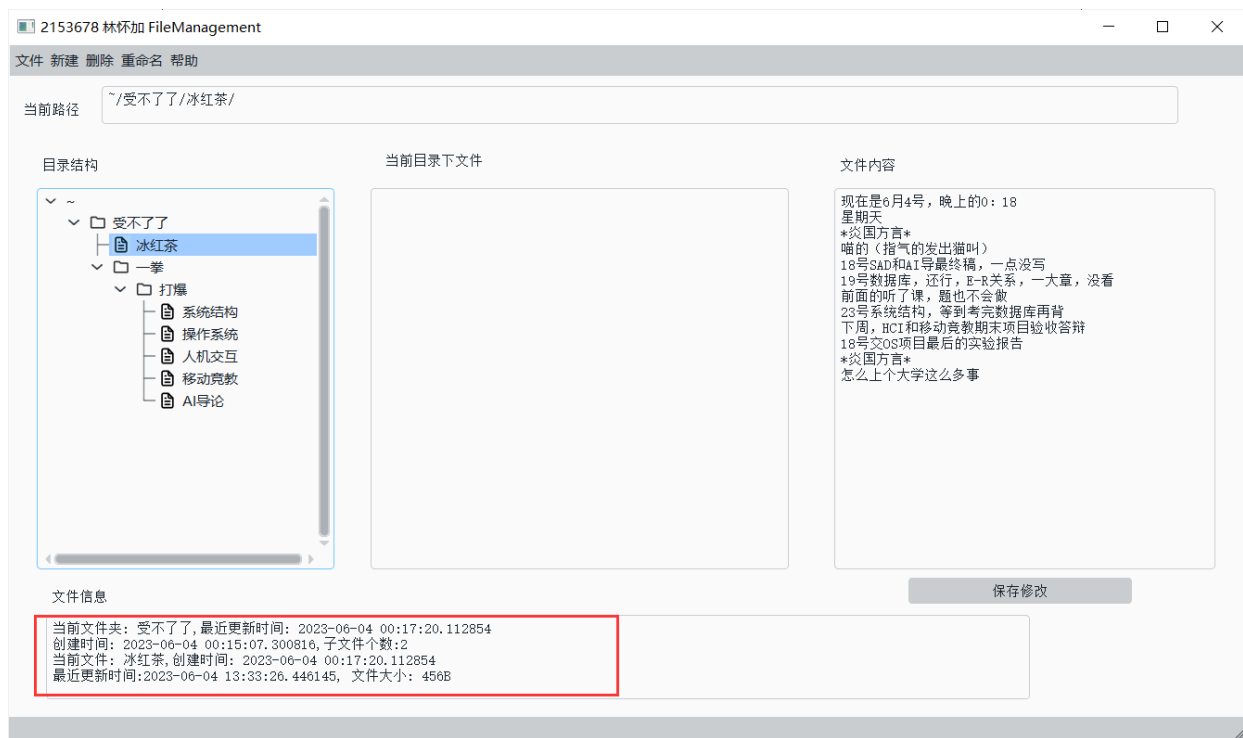 2153678 林怀加 FileManagement
文件 新建 删除 重命名 帮助
当前路径
~/受不了了/冰红茶/
目录结构
当前目录下文件
文件内容
~
受不了了
冰红茶
一拳
打爆
系统结构
操作系统
人机交互
移动竞教
AI导论
现在是6月4号，晚上的0：18
星期天
*炎国方言*
喵的（指气的发出猫叫）
18号SAD和AI导最终稿，一点没写
19号数据库，还行，E-R关系，一大章，没看
前面的听了课，题也不会做
23号系统结构，等到考完数据库再背
下周，HCI和移动竞教期末项目验收答辩
18号交OS项目最后的实验报告
*炎国方言*
怎么上个大学这么多事
保存修改
文件信息
当前文件夹: 受不了了,最近更新时间: 2023-06-04 00:17:20.112854
创建时间: 2023-06-04 00:15:07.300816,子文件个数:2
当前文件: 冰红茶,创建时间: 2023-06-04 00:17:20.112854
最近更新时间:2023-06-04 13:33:26.446145, 文件大小: 456B